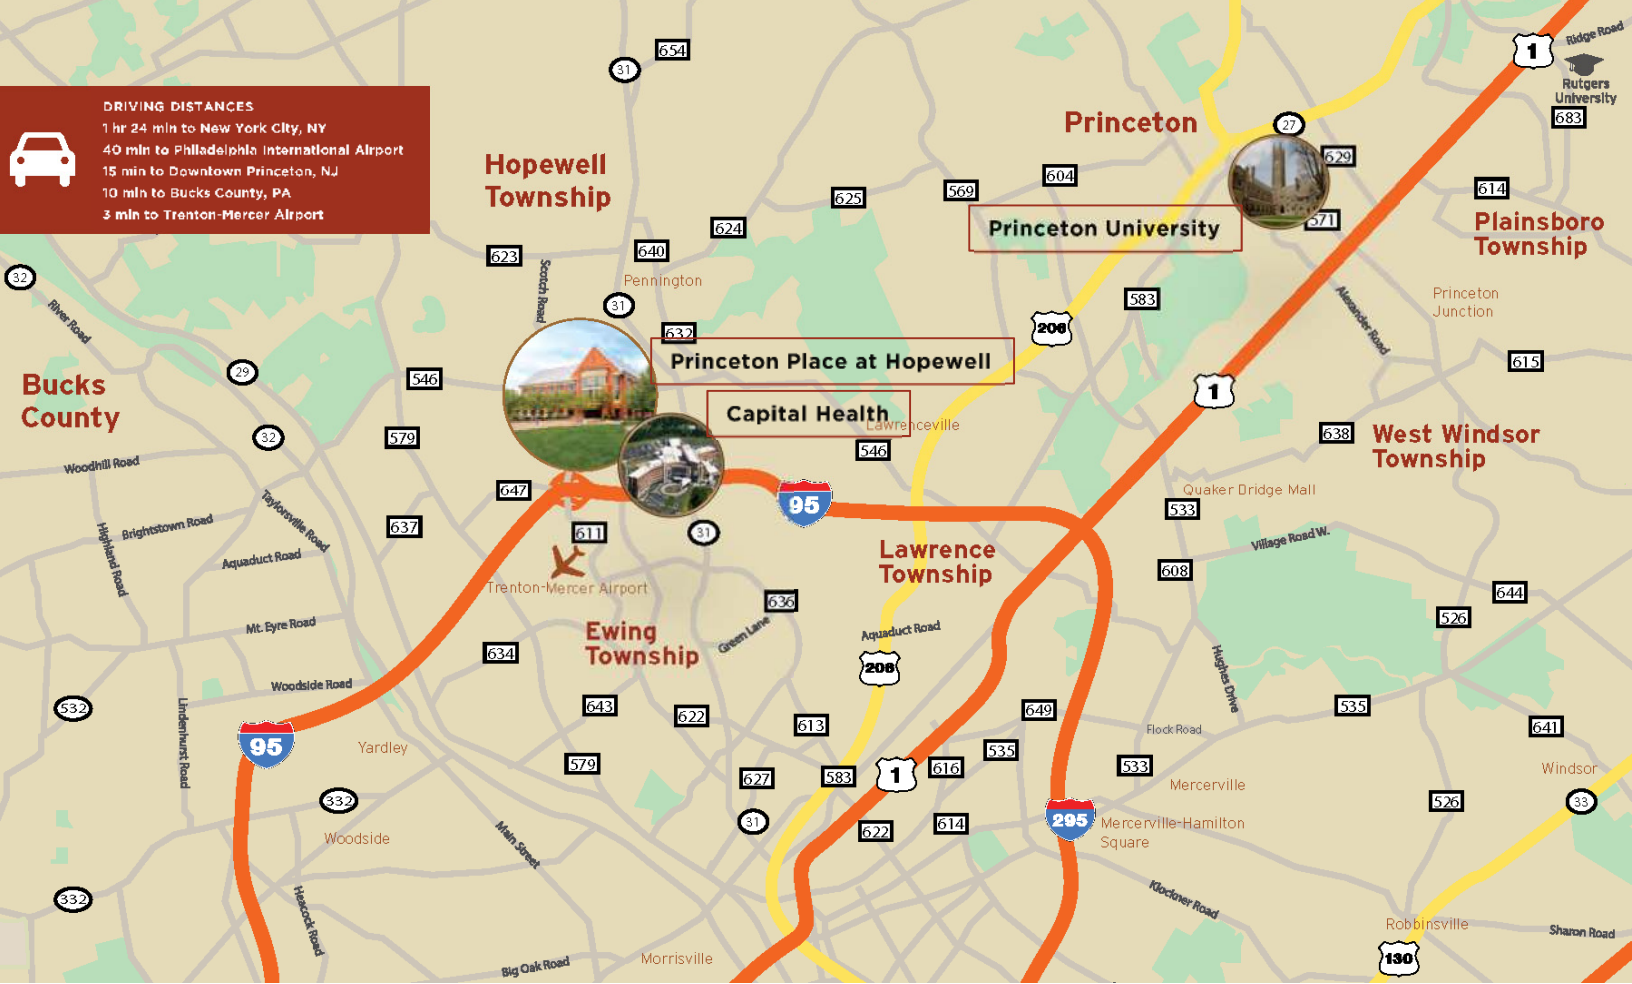 DRIVING DISTANCES
1 hr 24 min to New York City, NY
40 min to Philadelphia International Airport
15 min to Downtown Princeton, NJ
10 min to Bucks County, PA
3 min to Trenton-Mercer Airport
654
31
1
Ridge Road
Rutgers
University
683
Princeton
27
629
604
569
625
Hopewell
Township
614
571
Plainsboro
Township
Princeton University
624
640
623
Scotch Road
Pennington
32
River Road
31
583
Princeton
Junction
Alexander Road
206
632
Princeton Place at Hopewell
615
29
546
Bucks
County
1
Capital Health
Lawrenceville
546
32
579
638
West Windsor
Township
Woodhill Road
647
95
Quaker Bridge Mall
533
Taylorsville Road
Brightstown Road
Highland Road
637
611
31
Village Road W.
Aquaduct Road
Lawrence
Township
608
Trenton-Mercer Airport
644
636
526
Mt. Eyre Road
Ewing
Township
Green Lane
Aquaduct Road
634
206
Hughes Drive
Woodside Road
532
Lindenhurst Road
643
622
613
649
535
641
95
Yardley
Flock Road
535
579
627
583
1
616
533
Mercerville
Windsor
332
31
622
614
295
Mercerville-Hamilton
Square
526
33
Woodside
Main Street
332
Heacock Road
Klockner Road
Robbinsville
Sharon Road
Big Oak Road
Morrisville
130